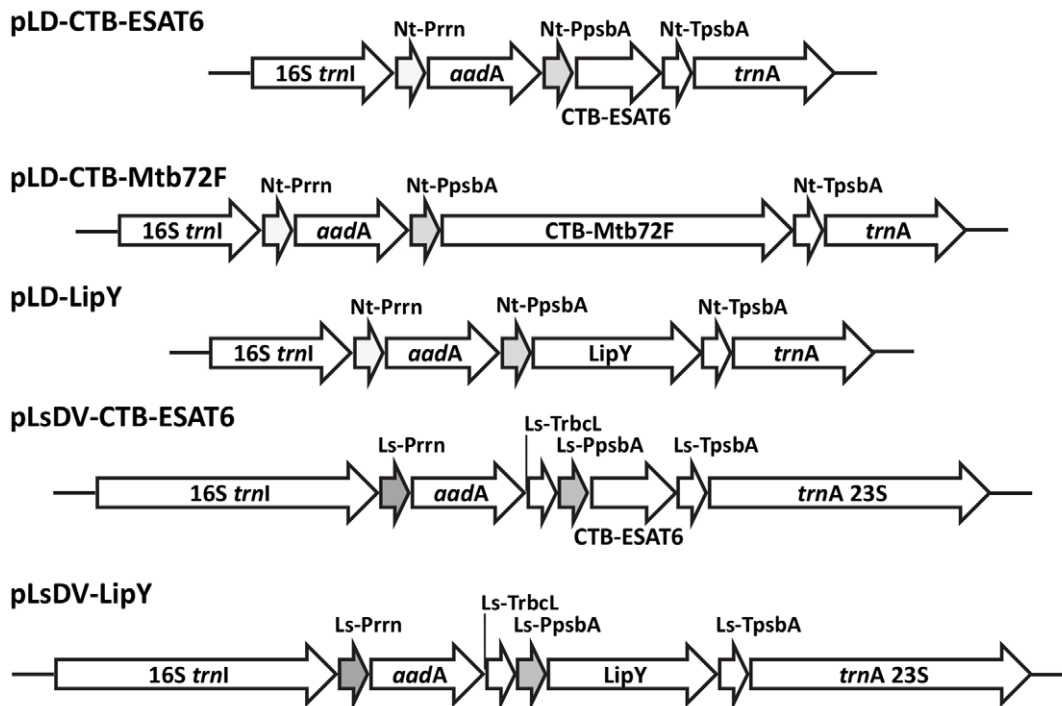 pLD-CTB-ESAT6
Nt-Prrn Nt-PpsbA Nt-TpsbA
16S trnI aadA trnA
CTB-ESAT6
pLD-CTB-Mtb72F
Nt-Prrn Nt-PpsbA Nt-TpsbA
16S trnI aadA CTB-Mtb72F trnA
pLD-LipY
Nt-Prrn Nt-PpsbA Nt-TpsbA
16S trnI aadA LipY trnA
pLsDV-CTB-ESAT6
Ls-TrbcL
Ls-Prrn Ls-PpsbA Ls-TpsbA
16S trnI aadA trnA 23S
CTB-ESAT6
pLsDV-LipY
Ls-TrbcL
Ls-Prrn Ls-PpsbA Ls-TpsbA
16S trnI aadA LipY trnA 23S